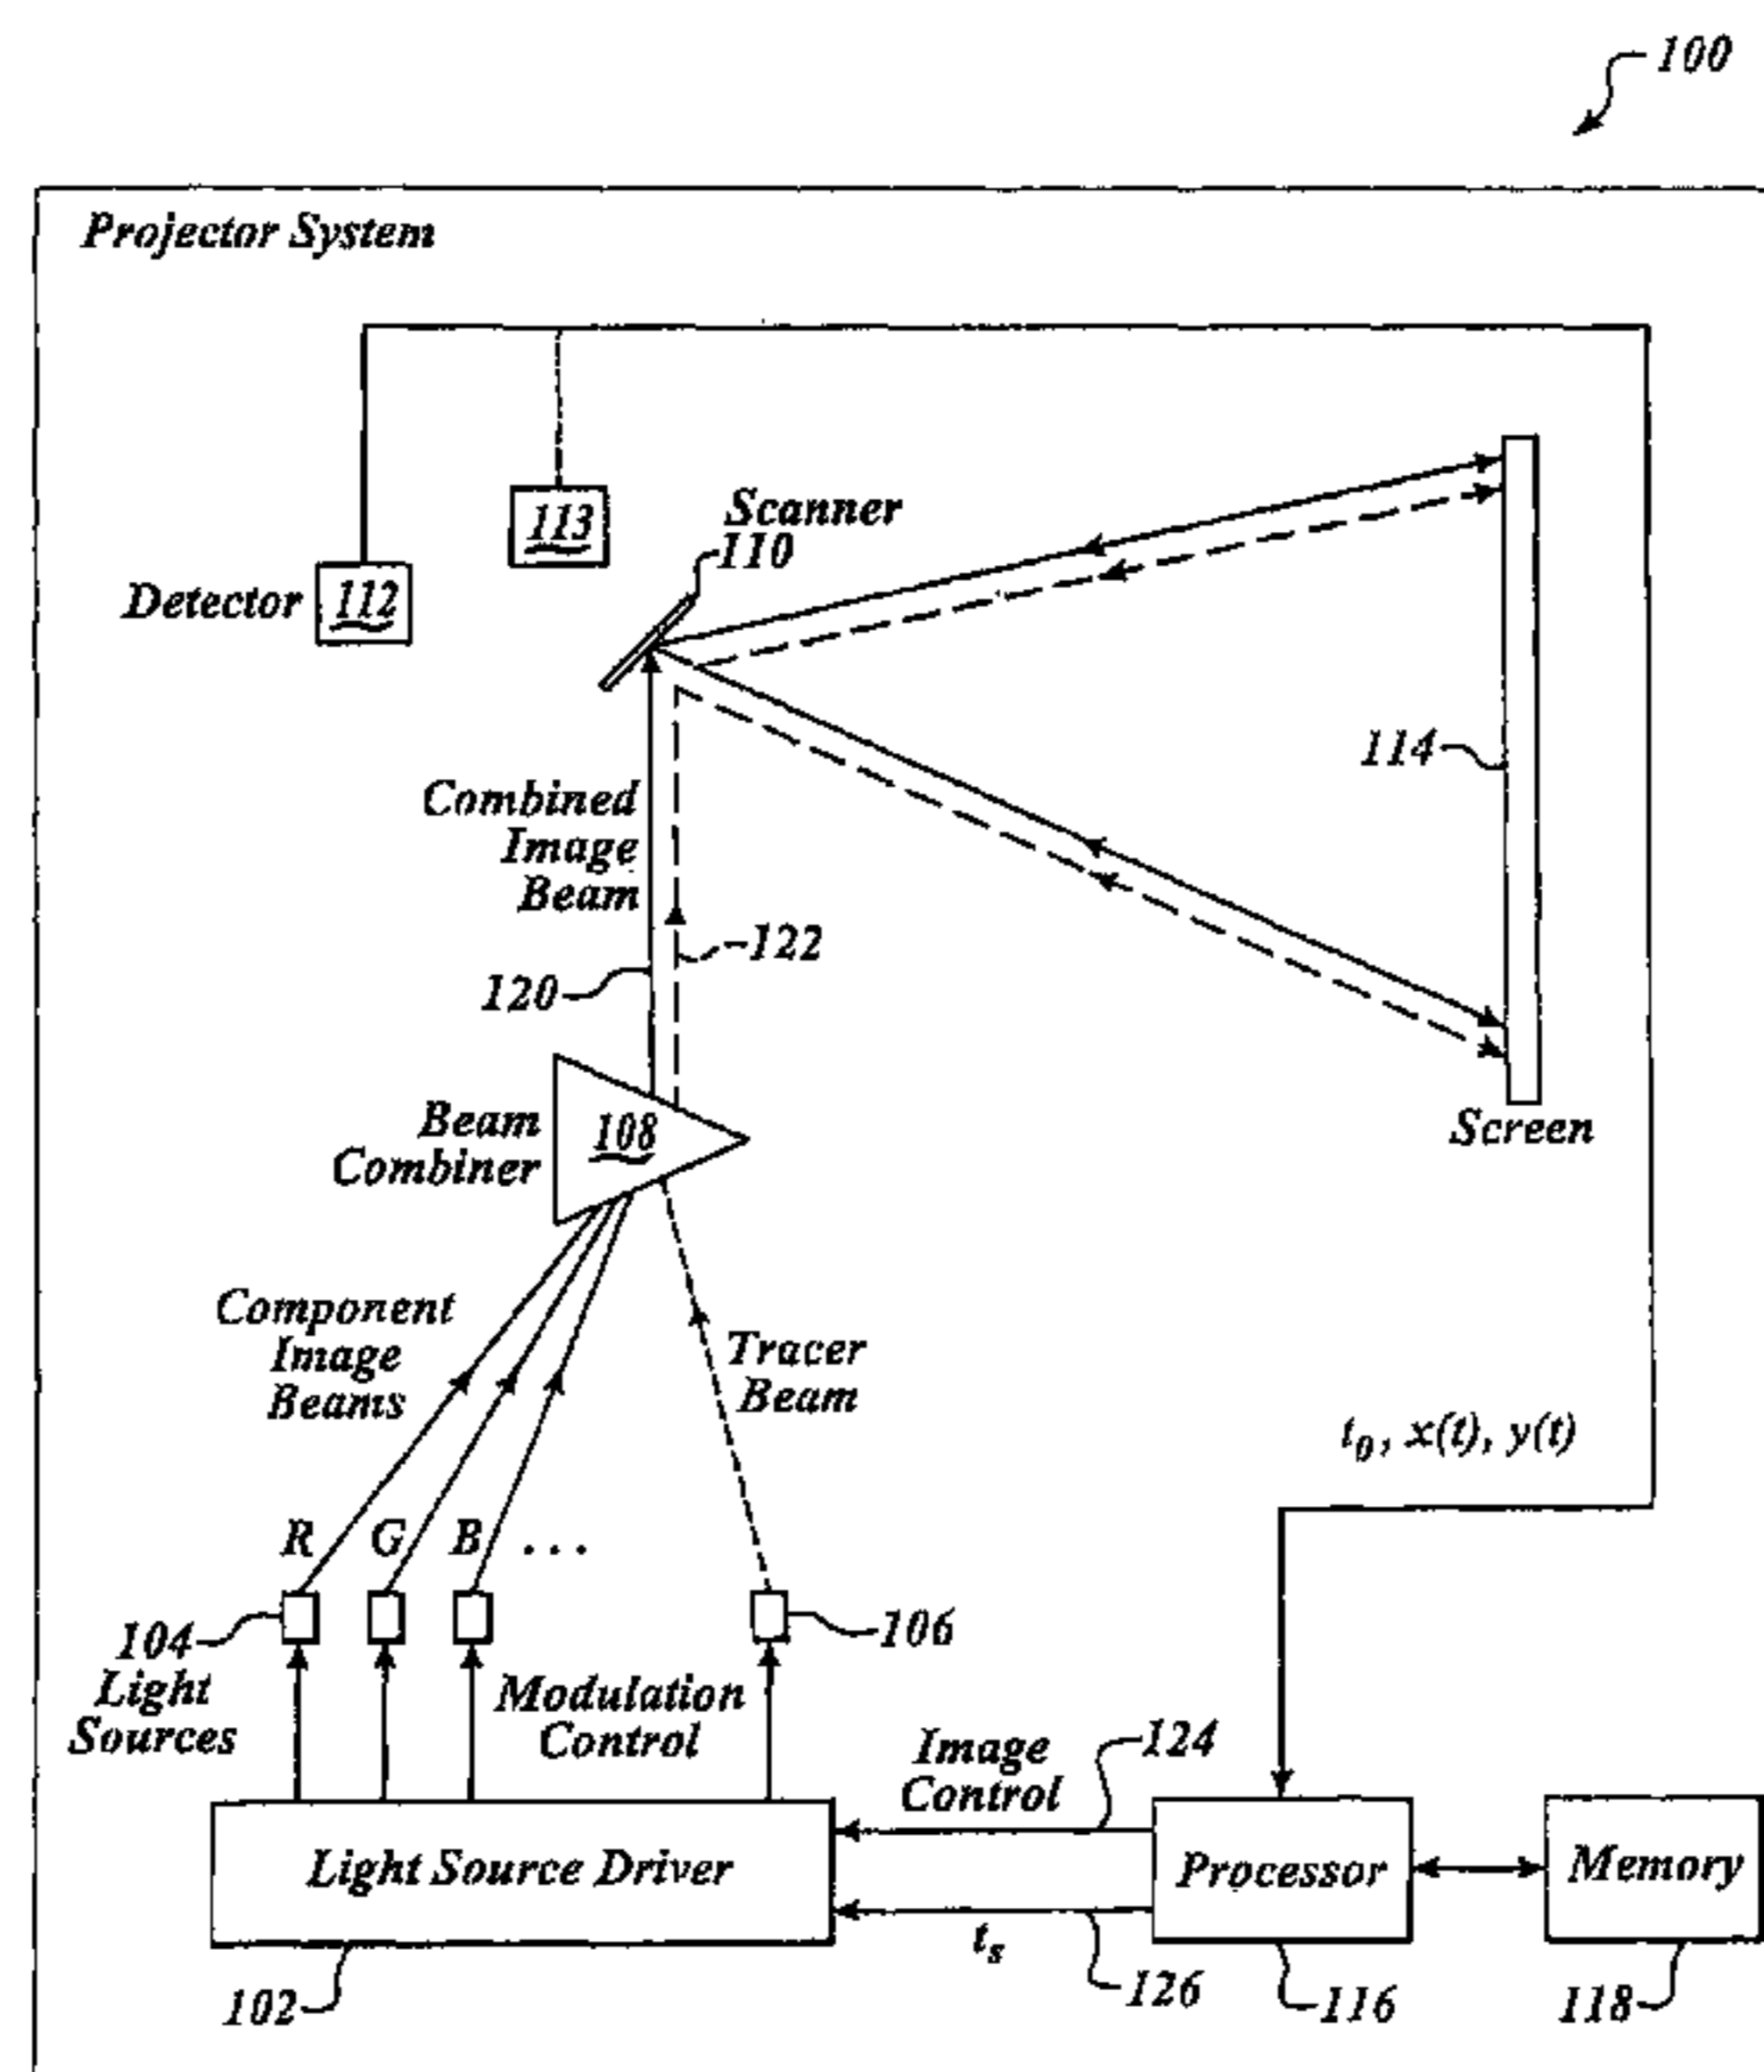 100
Projector System
113
Scanner
110
Detector 112
114
Combined
Image
Beam
122
120
Screen
Beam
Combiner
108
Component
Image
Beams
Tracer
Beam
t0, x(t), y(t)
R G B ...
104
Light
Sources
106
Modulation
Control
Image
Control
124
Light Source Driver
Processor
Memory
ts
126
102
116
118